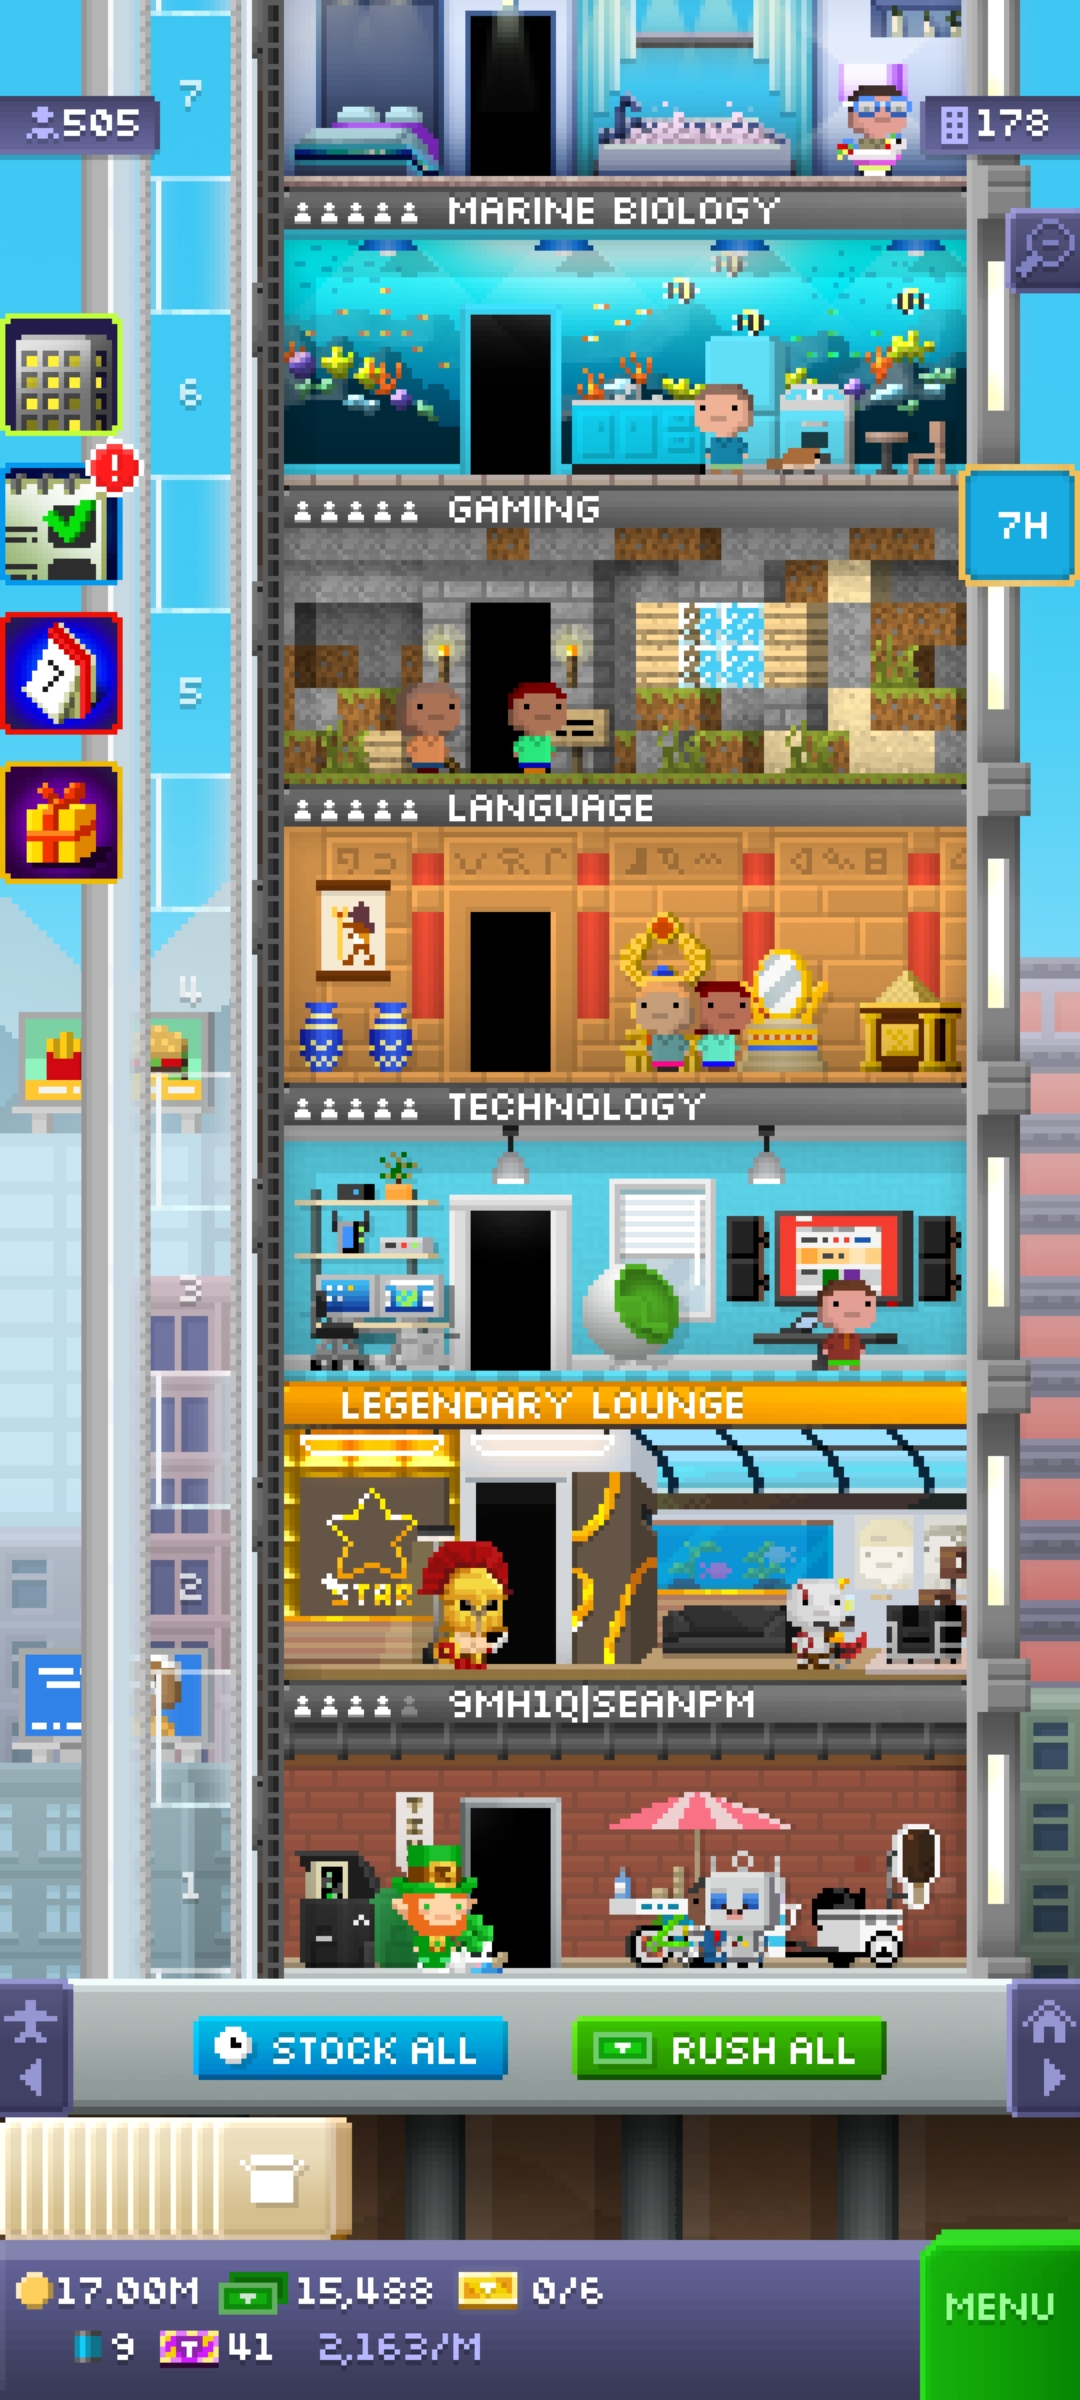 7
505
178
MARINE BIOLOGY
6
GAMING
7H
5
LANGUAGE
4
TECHNOLOGY
3
LEGENDARY LOUNGE
STAR
2
9MH1Q|SEANPM
1
STOCK ALL
RUSH ALL
17.00M
15,488
0/6
9
41
2,163/M
MENU